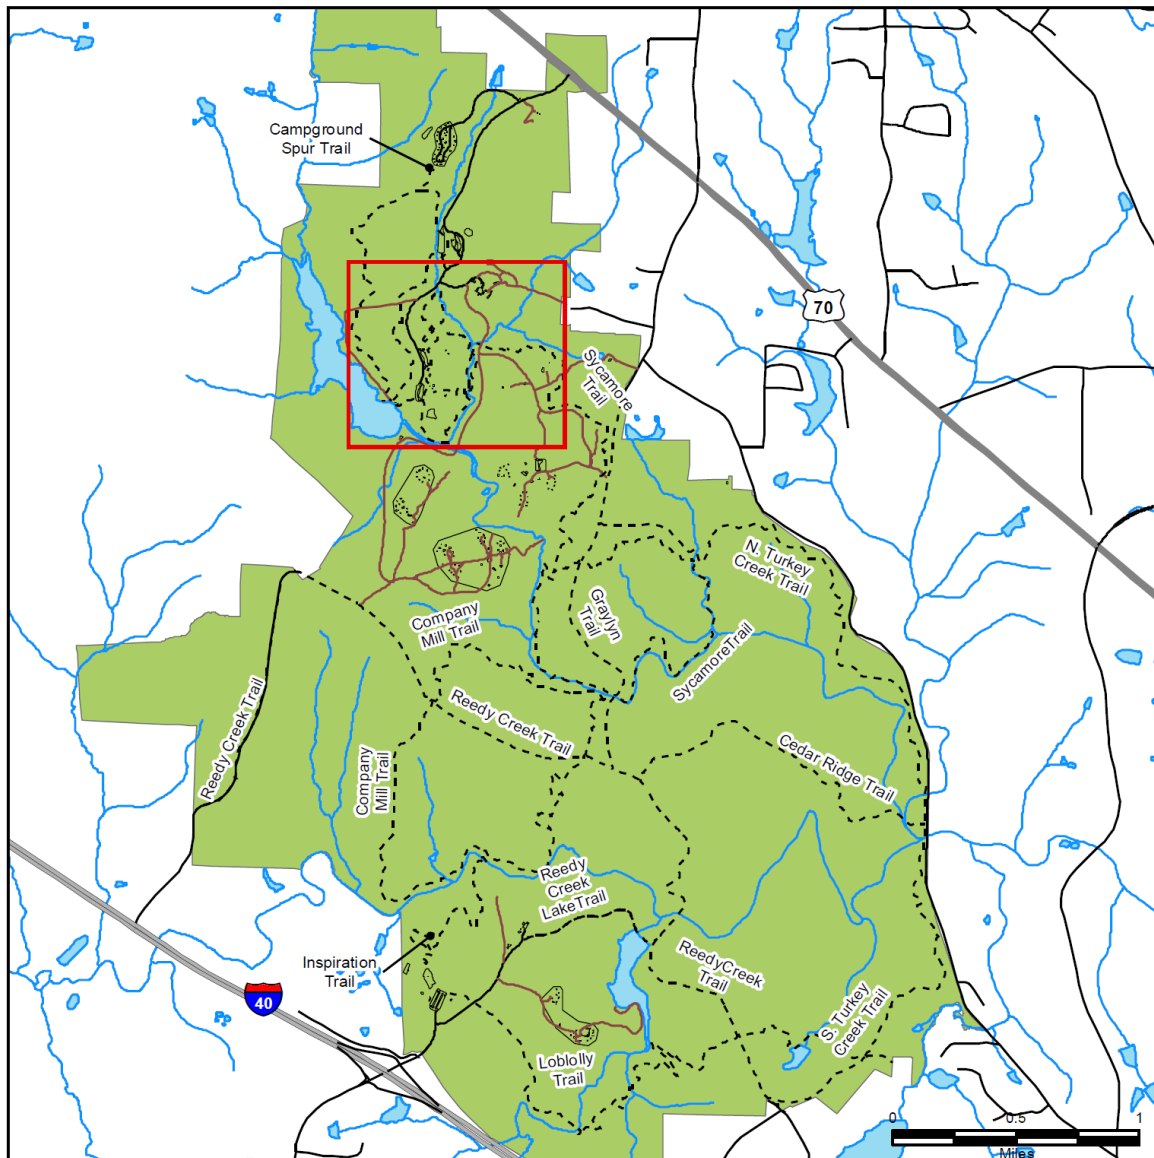 Campground
Spur Trail
70
Sycamore
Trail
N. Turkey
Creek Trail
Graylyn
Trail
Company
Mill Trail
SycamoreTrail
Reedy CreekTrail
Reedy Creek Trail
Cedar Ridge Trail
Company
Mill Trail
Reedy
Creek
LakeTrail
Inspiration
Trail
ReedyCreek
Trail
40
S. Turkey
Creek Trail
Loblolly
Trail
0 0.5 1
Miles